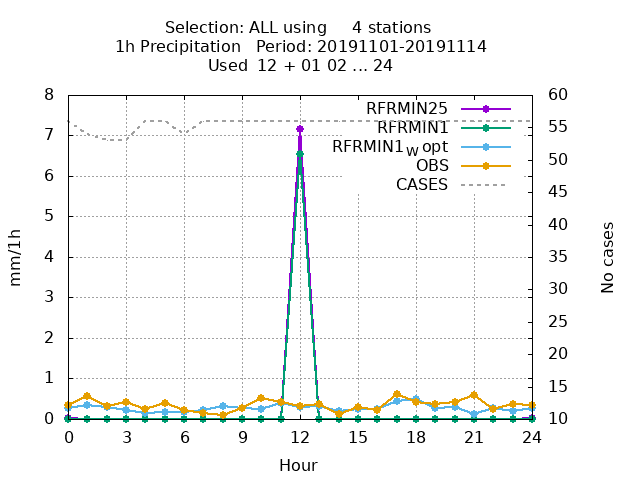 Selection: ALL using     4 stations
1h Precipitation   Period: 20191101-20191114
Used  12 + 01 02 ... 24
8
7
6
5
4
3
2
1
0
mm/1h
RFRMIN25
RFRMIN1
RFRMIN1W opt
OBS
CASES
60
55
50
45
40
35
30
25
20
15
10
No cases
0 3 6 9 12 15 18 21 24
Hour